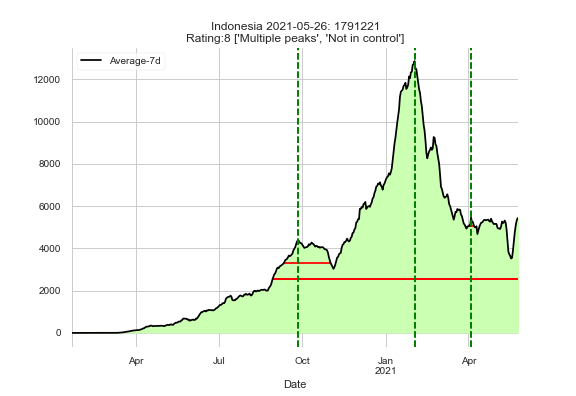 Indonesia 2021-05-26: 1791221
Rating:8 ['Multiple peaks', 'Not in control']
Average-7d
12000
10000
8000
6000
4000
2000
0
Apr
Jul
Oct
Jan
2021
Apr
Date